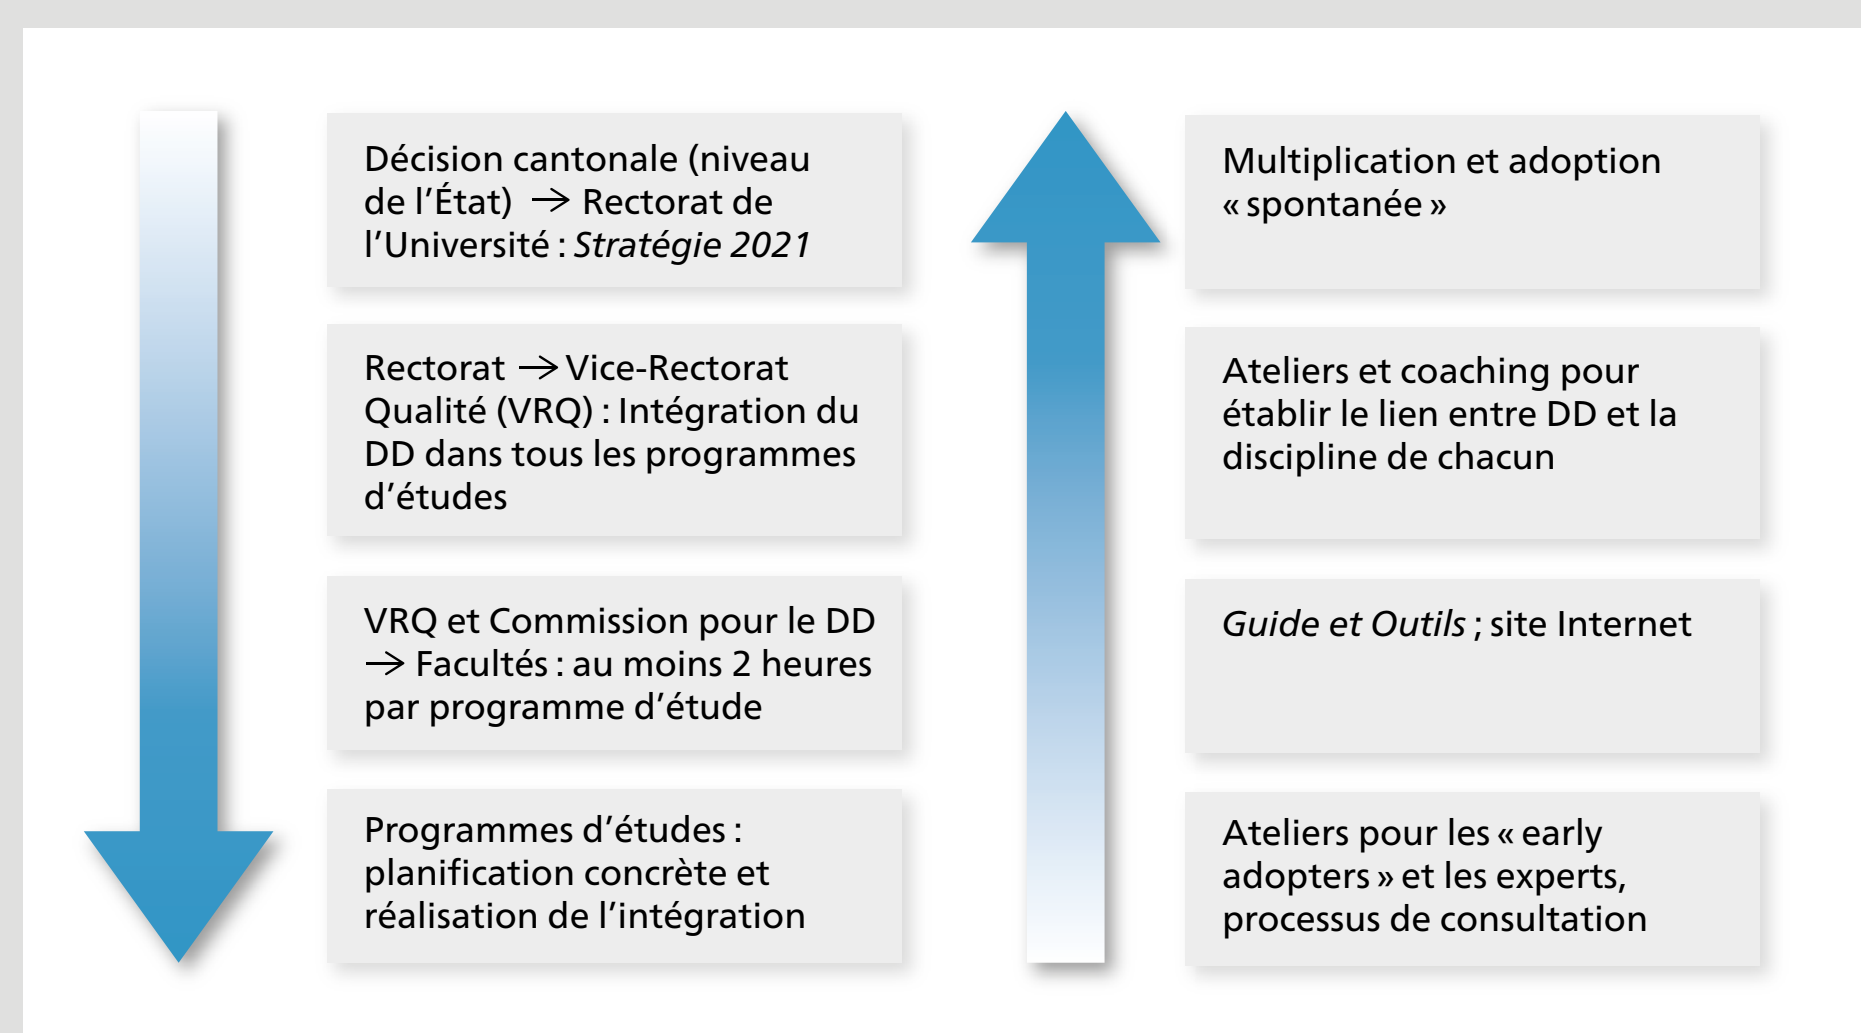 Décision cantonale (niveau
de l’État) → Rectorat de
l’Université : Stratégie 2021
Rectorat → Vice-Rectorat
Qualité (VRQ) : Intégration du
DD dans tous les programmes
d’études
VRQ et Commission pour le DD
→ Facultés : au moins 2 heures
par programme d’étude
Programmes d’études :
planification concrète et
réalisation de l’intégration
Multiplication et adoption
« spontanée »
Ateliers et coaching pour
établir le lien entre DD et la
discipline de chacun
Guide et Outils ; site Internet
Ateliers pour les « early
adopters » et les experts,
processus de consultation